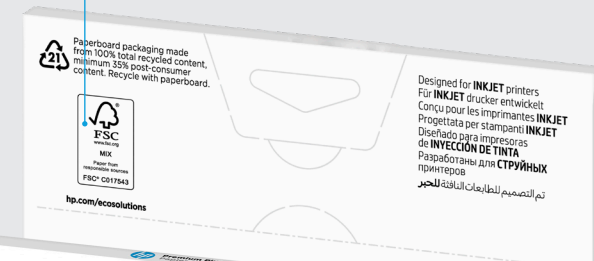 21
Paperboard packaging made
from 100% total recycled content,
minimum 35% post-consumer
content. Recycle with paperboard.
®
FSC
www.fsc.org
MIX
Paper from
responsible sources
FSC® C017543
hp.com/ecosolutions
Designed for INKJET printers
Für INKJET drucker entwickelt
Conçu pour les imprimantes INKJET
Progettata per stampanti INKJET
Diseñado para impresoras
de INYECCIÓN DE TINTA
Разработаны для СТРУЙНЫХ
принтеров
تم التصميم للطابعات النافثة للحبر
hp Premium